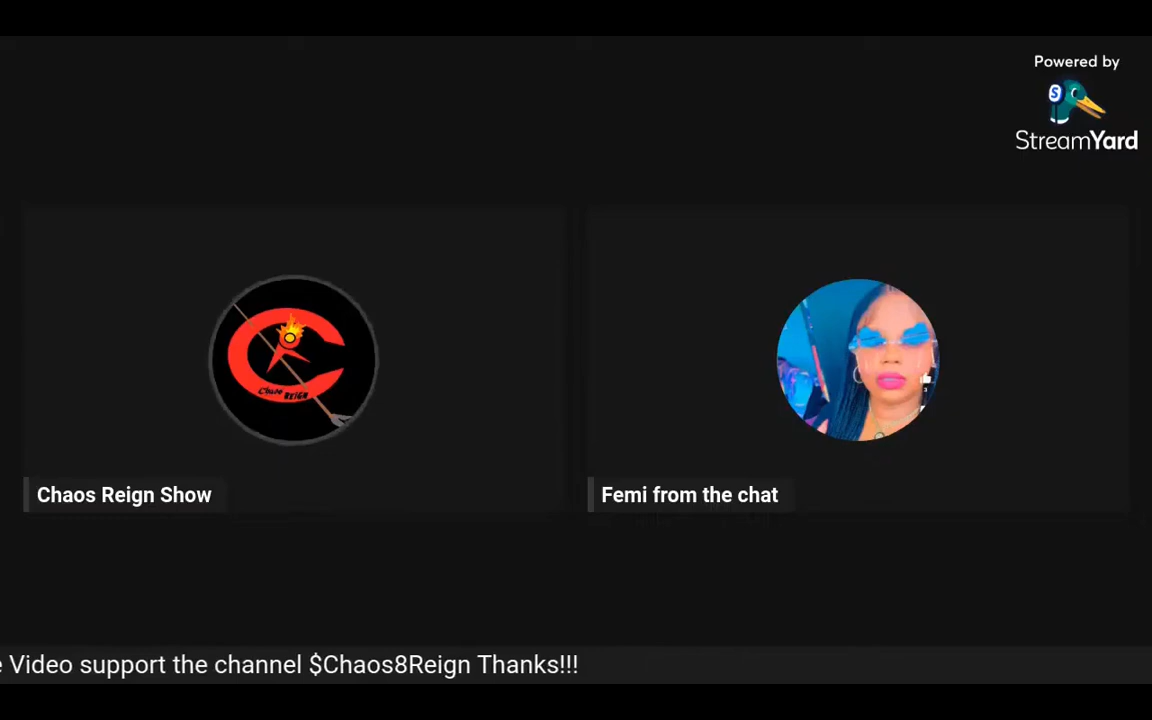 Powered by
S
StreamYard
Chaos REIGN
Chaos Reign Show
Femi from the chat
e Video support the channel $Chaos8Reign Thanks!!!